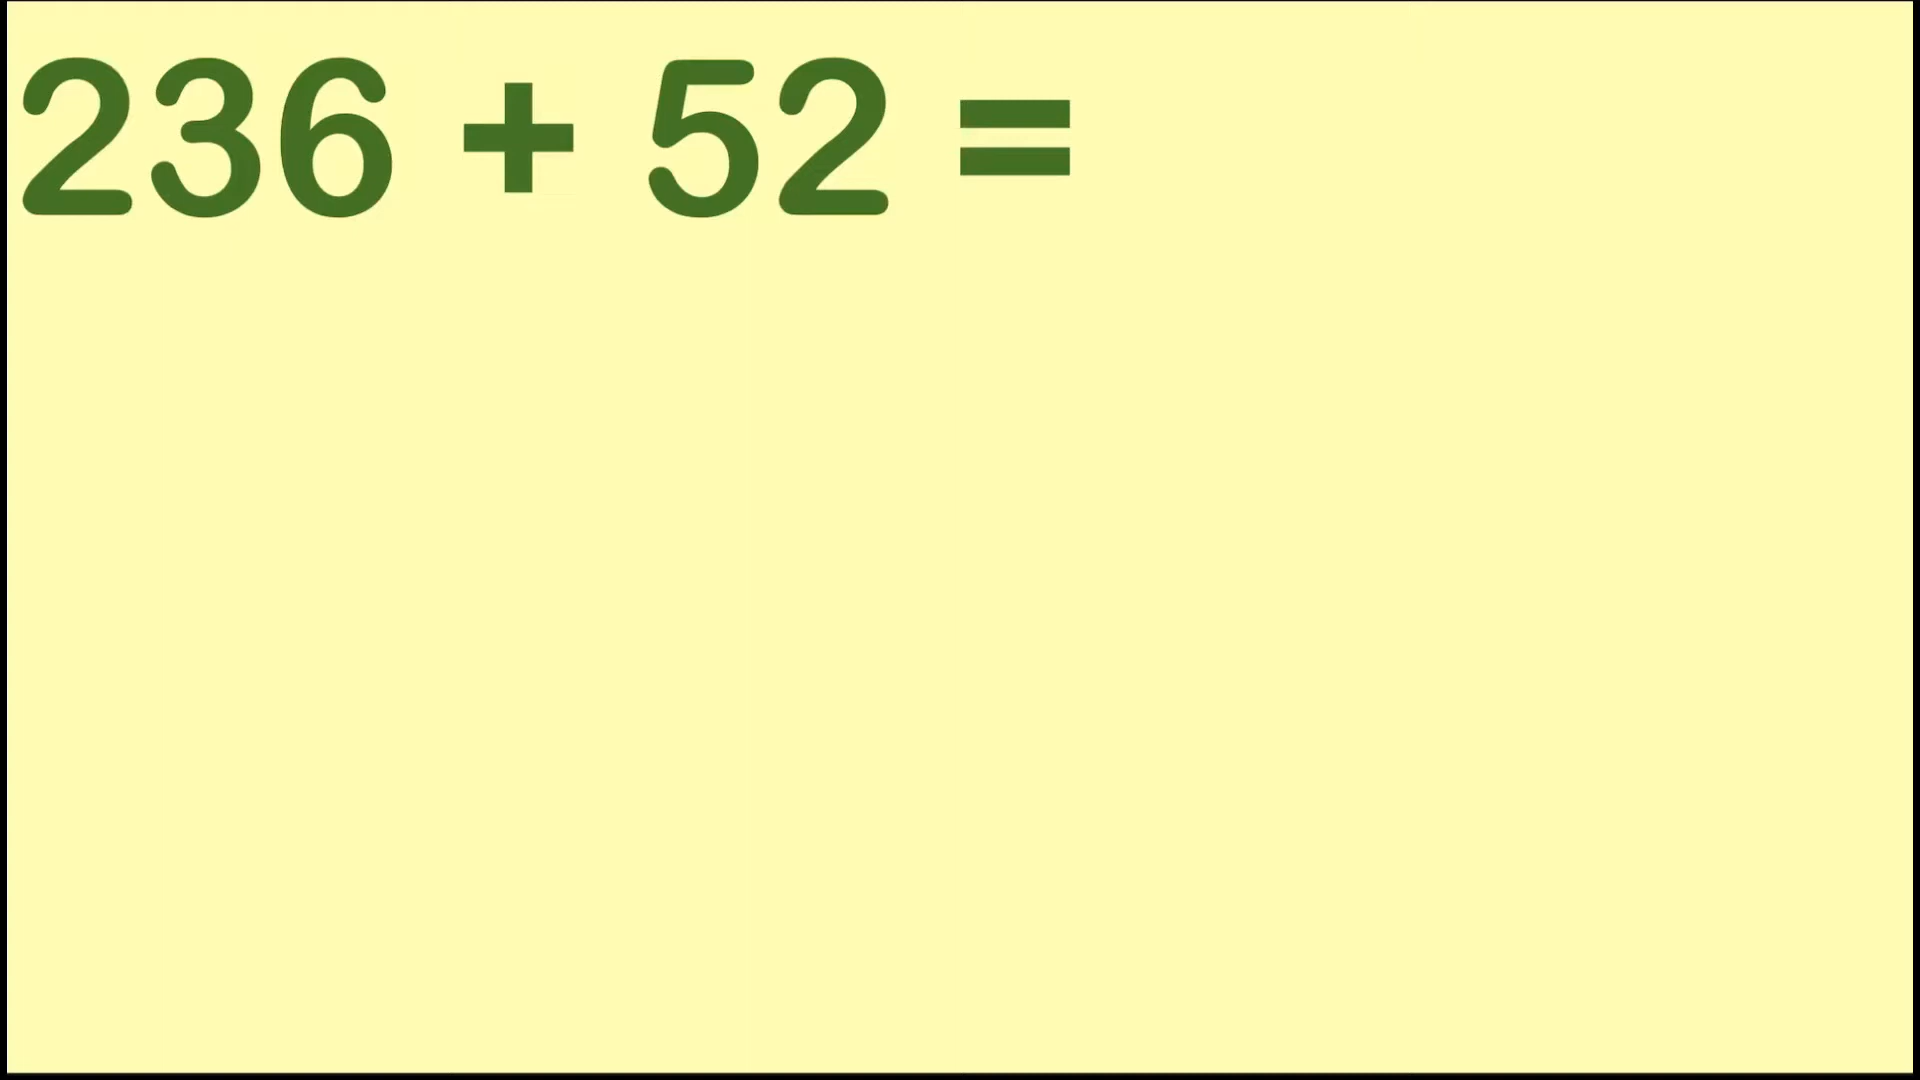 236 + 52 =